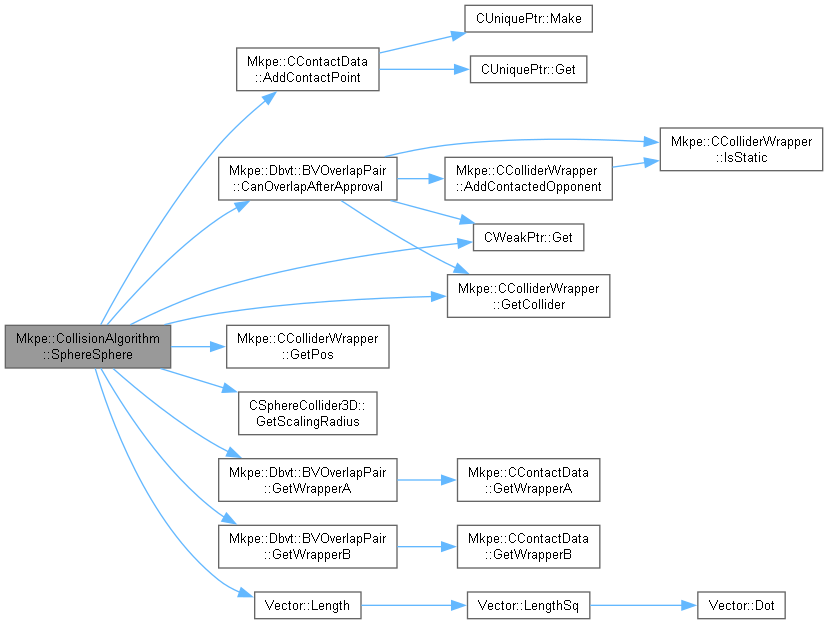 CUniquePtr::Make
Mkpe::CContactData
::AddContactPoint
CUniquePtr::Get
Mkpe::CColliderWrapper
::IsStatic
Mkpe::Dbvt::BVOverlapPair
::CanOverlapAfterApproval
Mkpe::CColliderWrapper
::AddContactedOpponent
CWeakPtr::Get
Mkpe::CColliderWrapper
::GetCollider
Mkpe::CollisionAlgorithm
::SphereSphere
Mkpe::CColliderWrapper
::GetPos
CSphereCollider3D::
GetScalingRadius
Mkpe::Dbvt::BVOverlapPair
::GetWrapperA
Mkpe::CContactData
::GetWrapperA
Mkpe::Dbvt::BVOverlapPair
::GetWrapperB
Mkpe::CContactData
::GetWrapperB
Vector::Length
Vector::LengthSq
Vector::Dot